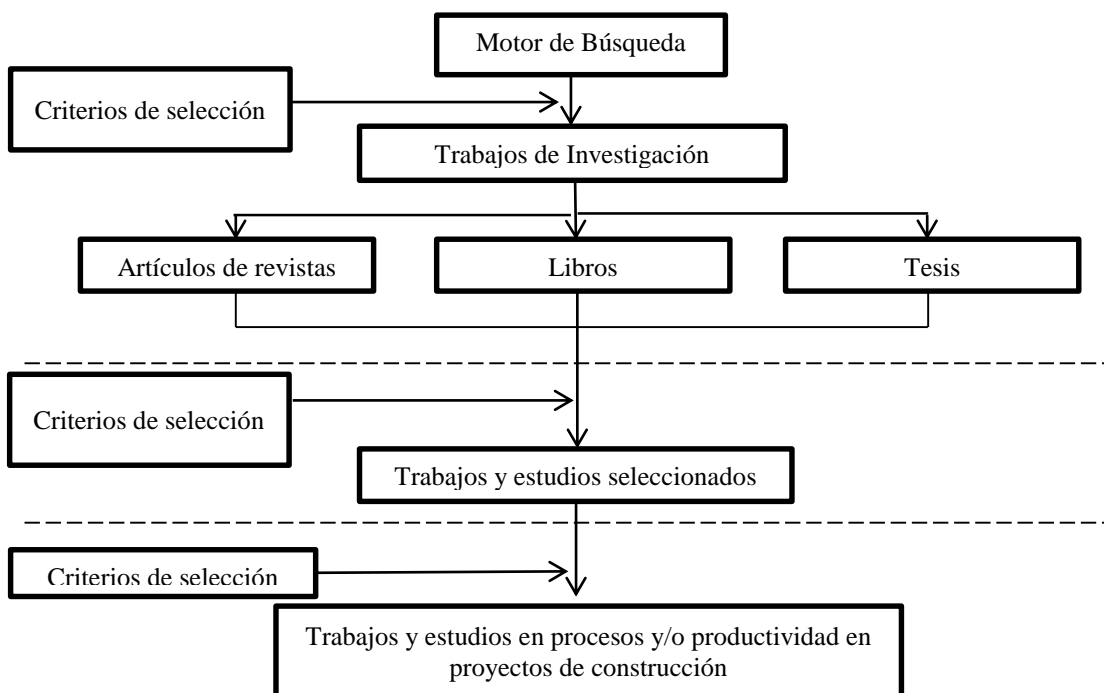 Motor de Búsqueda
Criterios de selección
Trabajos de Investigación
Artículos de revistas
Libros
Tesis
Criterios de selección
Trabajos y estudios seleccionados
Criterios de selección
Trabajos y estudios en procesos y/o productividad en
proyectos de construcción